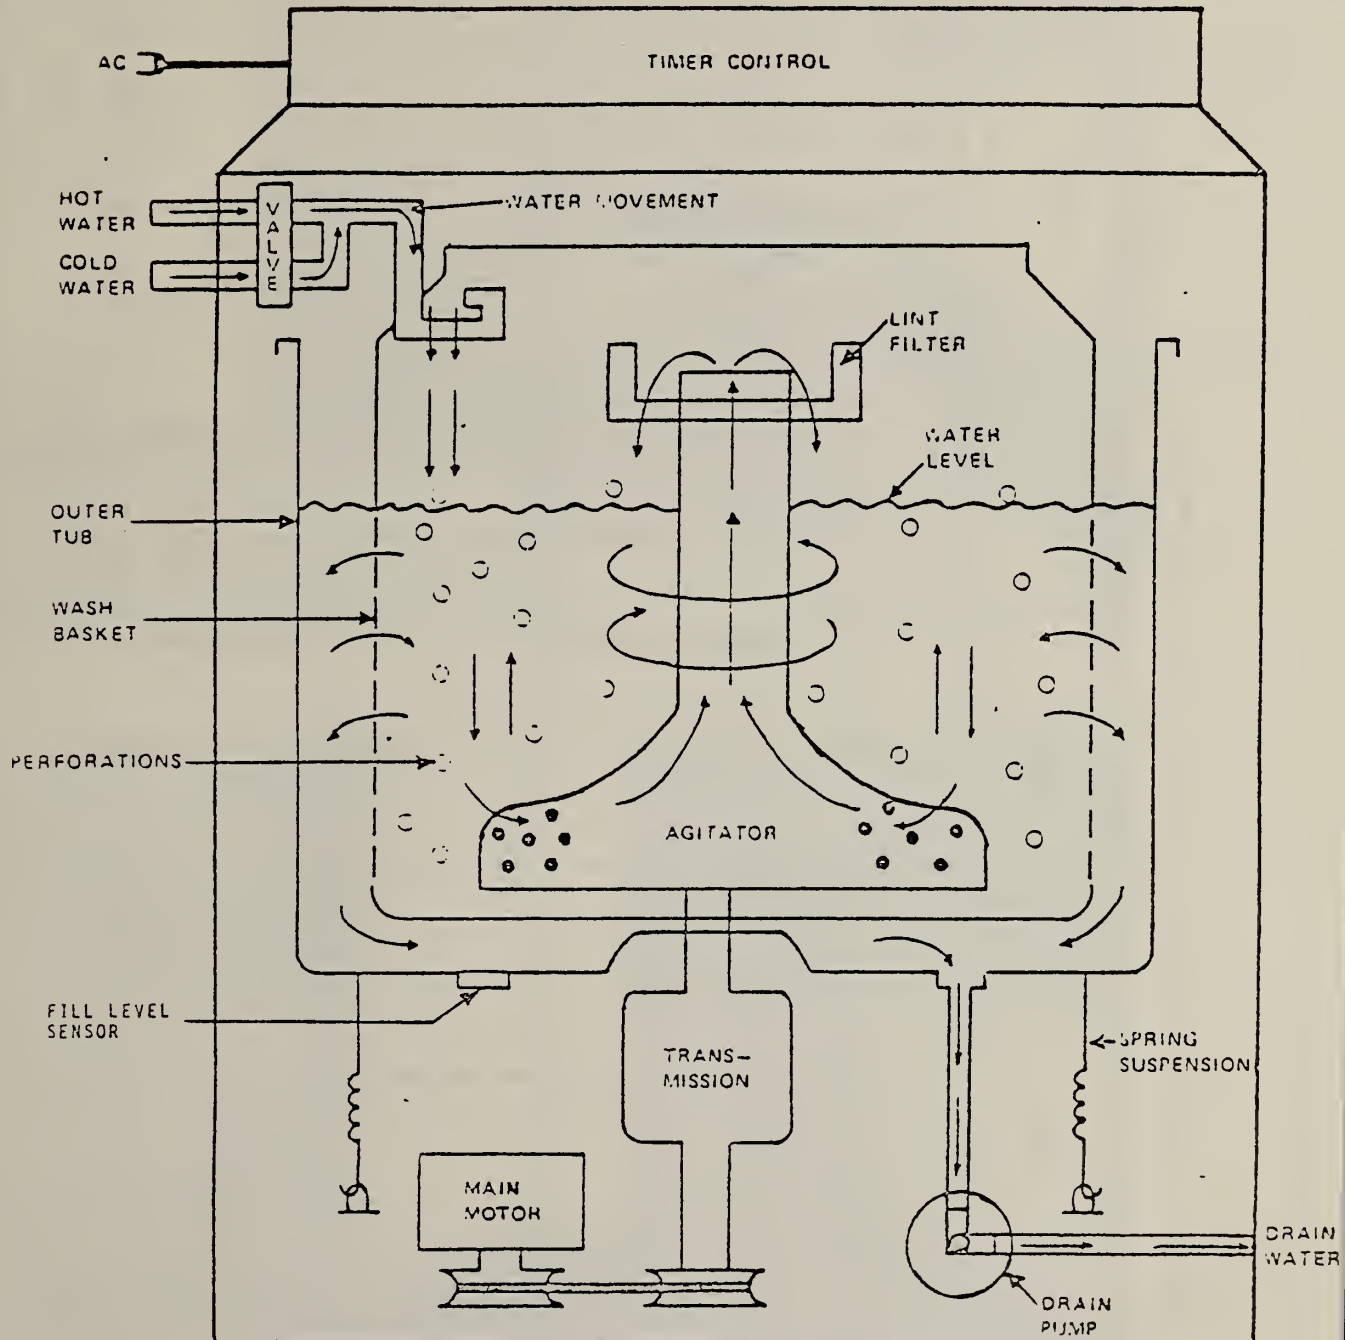 AC
TIMER CONTROL
HOT
WATER
VALVE
WATER MOVEMENT
COLD
WATER
LINT
FILTER
WATER
LEVEL
OUTER
TUB
WASH
BASKET
PERFORATIONS
AGITATOR
FILL LEVEL
SENSOR
TRANS-
MISSION
SPRING
SUSPENSION
MAIN
MOTOR
DRAIN
WATER
DRAIN
PUMP